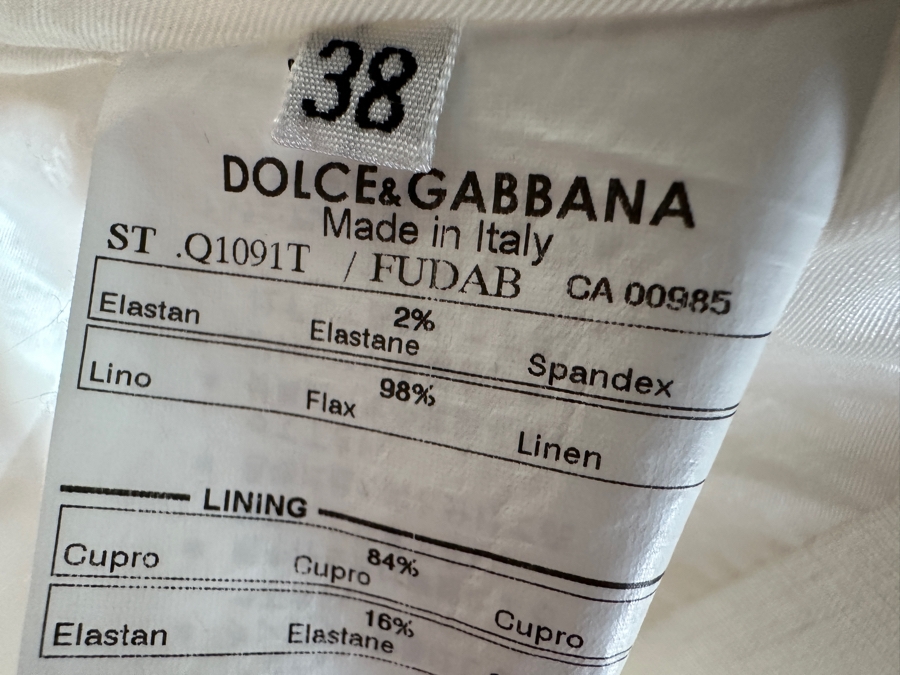 38
DOLCE&GABBANA
Made in Italy
ST .Q1091T / FUDAB CA 00985
2%
Elastan Elastane Spandex
98%
Lino Flax Linen
LINING
84%
Cupro Cupro Cupro
16%
Elastan Elastane